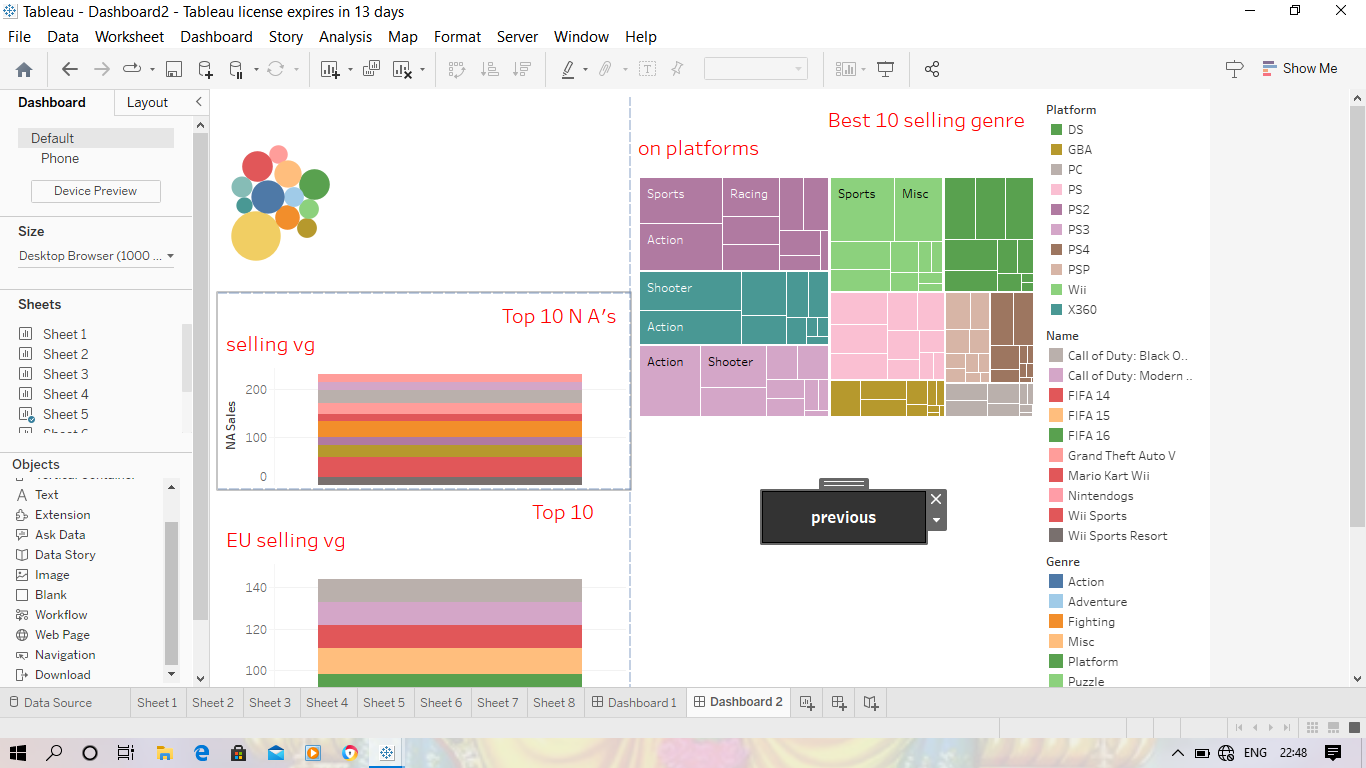 Tableau - Dashboard2 - Tableau license expires in 13 days
File Data Worksheet Dashboard Story Analysis Map Format Server Window Help
Show Me
Dashboard Layout
Default
Phone
Device Preview
Size
Desktop Browser (1000 ...
Sheets
Sheet 1
Sheet 2
Sheet 3
Sheet 4
Sheet 5
Objects
Text
Extension
Ask Data
Data Story
Image
Blank
Workflow
Web Page
Navigation
Download
Top 10 N A's
selling vg
NA Sales
200
100
0
Top 10
EU selling vg
140
120
100
Best 10 selling genre
on platforms
Sports Racing
Action
Shooter
Action
Action Shooter
Sports Misc
previous
Platform
DS
GBA
PC
PS
PS2
PS3
PS4
PSP
Wii
X360
Name
Call of Duty: Black O..
Call of Duty: Modern ..
FIFA 14
FIFA 15
FIFA 16
Grand Theft Auto V
Mario Kart Wii
Nintendogs
Wii Sports
Wii Sports Resort
Genre
Action
Adventure
Fighting
Misc
Platform
Puzzle
Data Source Sheet 1 Sheet 2 Sheet 3 Sheet 4 Sheet 5 Sheet 6 Sheet 7 Sheet 8 Dashboard 1 Dashboard 2
ENG 22:48